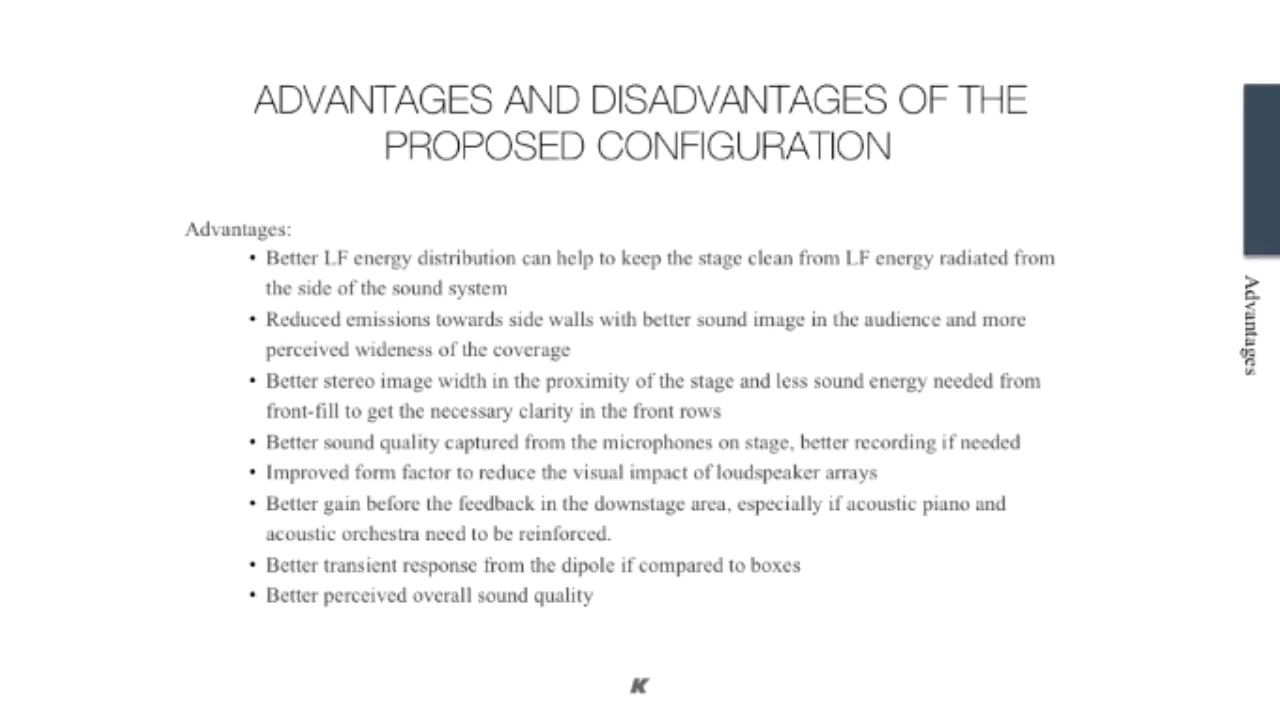 ADVANTAGES AND DISADVANTAGES OF THE
PROPOSED CONFIGURATION
Advantages:
• Better LF energy distribution can help to keep the stage clean from LF energy radiated from
the side of the sound system
• Reduced emissions towards side walls with better sound image in the audience and more
perceived wideness of the coverage
• Better stereo image width in the proximity of the stage and less sound energy needed from
front-fill to get the necessary clarity in the front rows
• Better sound quality captured from the microphones on stage, better recording if needed
• Improved form factor to reduce the visual impact of loudspeaker arrays
• Better gain before the feedback in the downstage area, especially if acoustic piano and
acoustic orchestra need to be reinforced.
• Better transient response from the dipole if compared to boxes
• Better perceived overall sound quality
Advantages
K